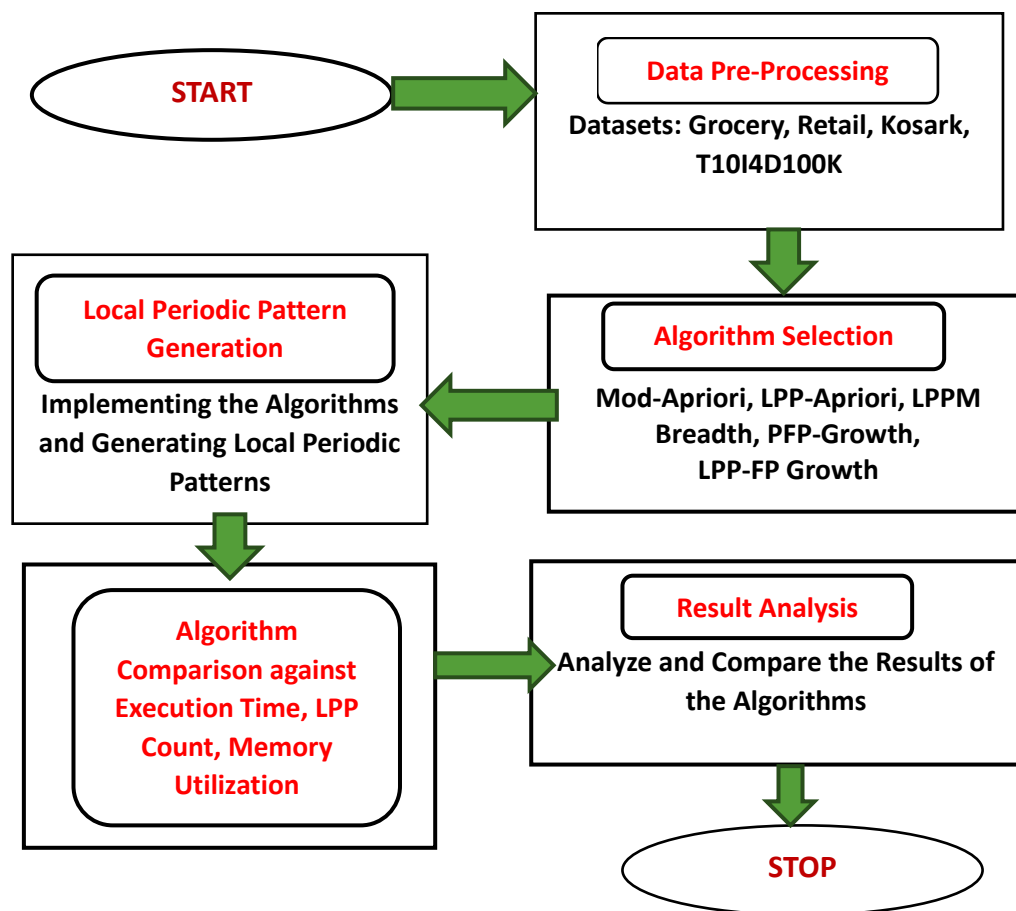 START
Data Pre-Processing
Datasets: Grocery, Retail, Kosark,
T10I4D100K
Local Periodic Pattern
Generation
Implementing the Algorithms
and Generating Local Periodic
Patterns
Algorithm Selection
Mod-Apriori, LPP-Apriori, LPPM
Breadth, PFP-Growth,
LPP-FP Growth
Algorithm
Comparison against
Execution Time, LPP
Count, Memory
Utilization
Result Analysis
Analyze and Compare the Results of
the Algorithms
STOP